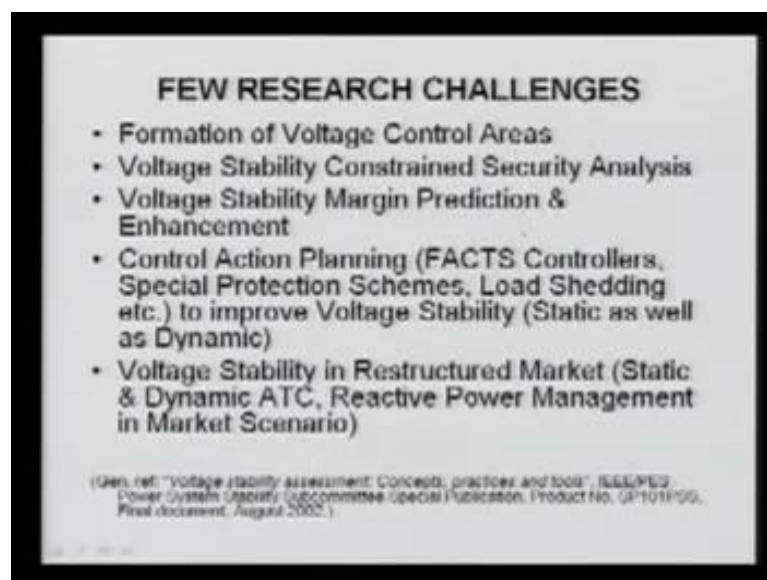 FEW RESEARCH CHALLENGES
• Formation of Voltage Control Areas
• Voltage Stability Constrained Security Analysis
• Voltage Stability Margin Prediction &
Enhancement
• Control Action Planning (FACTS Controllers,
Special Protection Schemes, Load Shedding
etc.) to improve Voltage Stability (Static as well
as Dynamic)
• Voltage Stability in Restructured Market (Static
& Dynamic ATC, Reactive Power Management
in Market Scenario)
(Gen. ref: "Voltage stability assessment: Concepts, practices and tools", IEEE/PES
Power System Stability Subcommittee Special Publication, Product No. SP101PSS,
Final document, August 2002.)